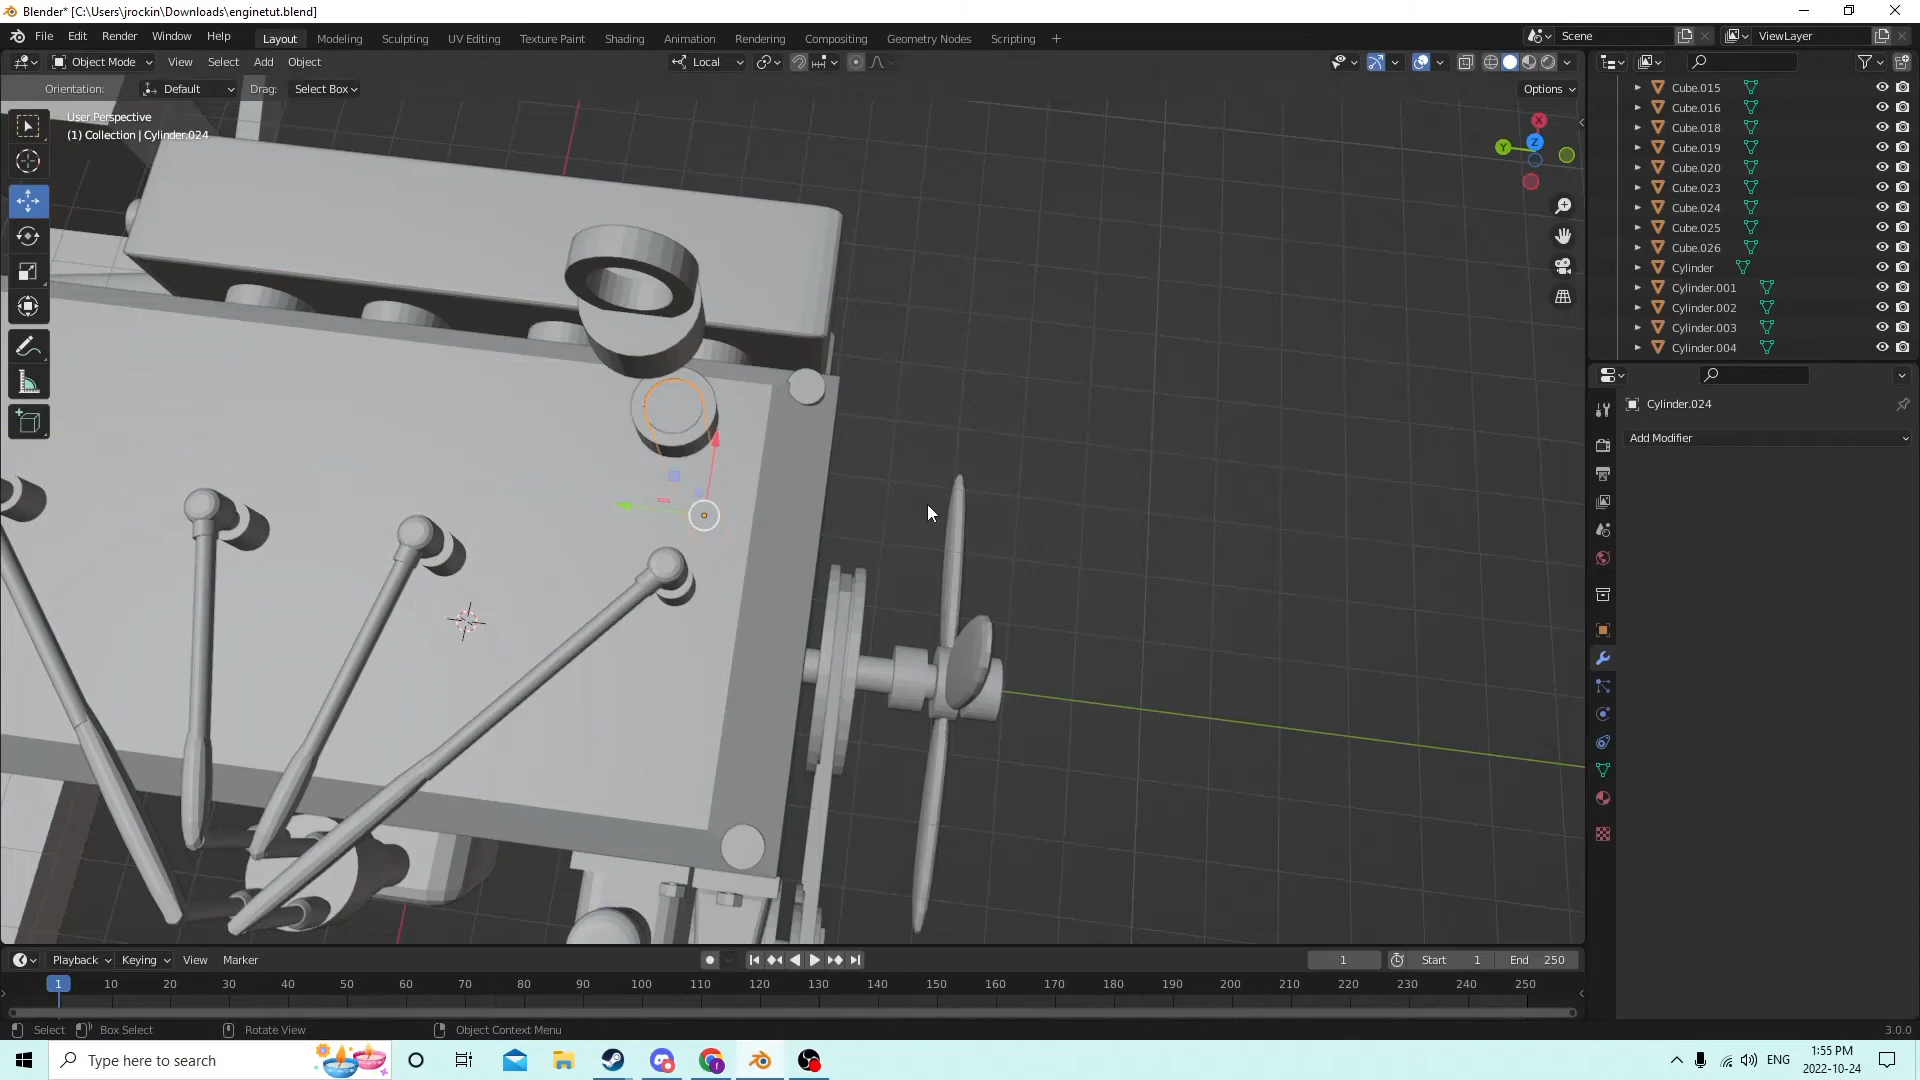 Blender* [C:\Users\jrockin\Downloads\enginetut.blend]
File Edit Render Window Help Layout Modeling Sculpting UV Editing Texture Paint Shading Animation Rendering Compositing Geometry Nodes Scripting + Scene ViewLayer
Object Mode View Select Add Object Local
Orientation: Default Drag: Select Box Options
User Perspective
(1) Collection | Cylinder.024
X
Y
Z
Cube.015
Cube.016
Cube.018
Cube.019
Cube.020
Cube.023
Cube.024
Cube.025
Cube.026
Cylinder
Cylinder.001
Cylinder.002
Cylinder.003
Cylinder.004
Cylinder.024
Add Modifier
Playback Keying View Marker 1 Start 1 End 250
1 10 20 30 40 50 60 70 80 90 100 110 120 130 140 150 160 170 180 190 200 210 220 230 240 250
Select Box Select Rotate View Object Context Menu 3.0.0
Type here to search ENG 1:55 PM
2022-10-24